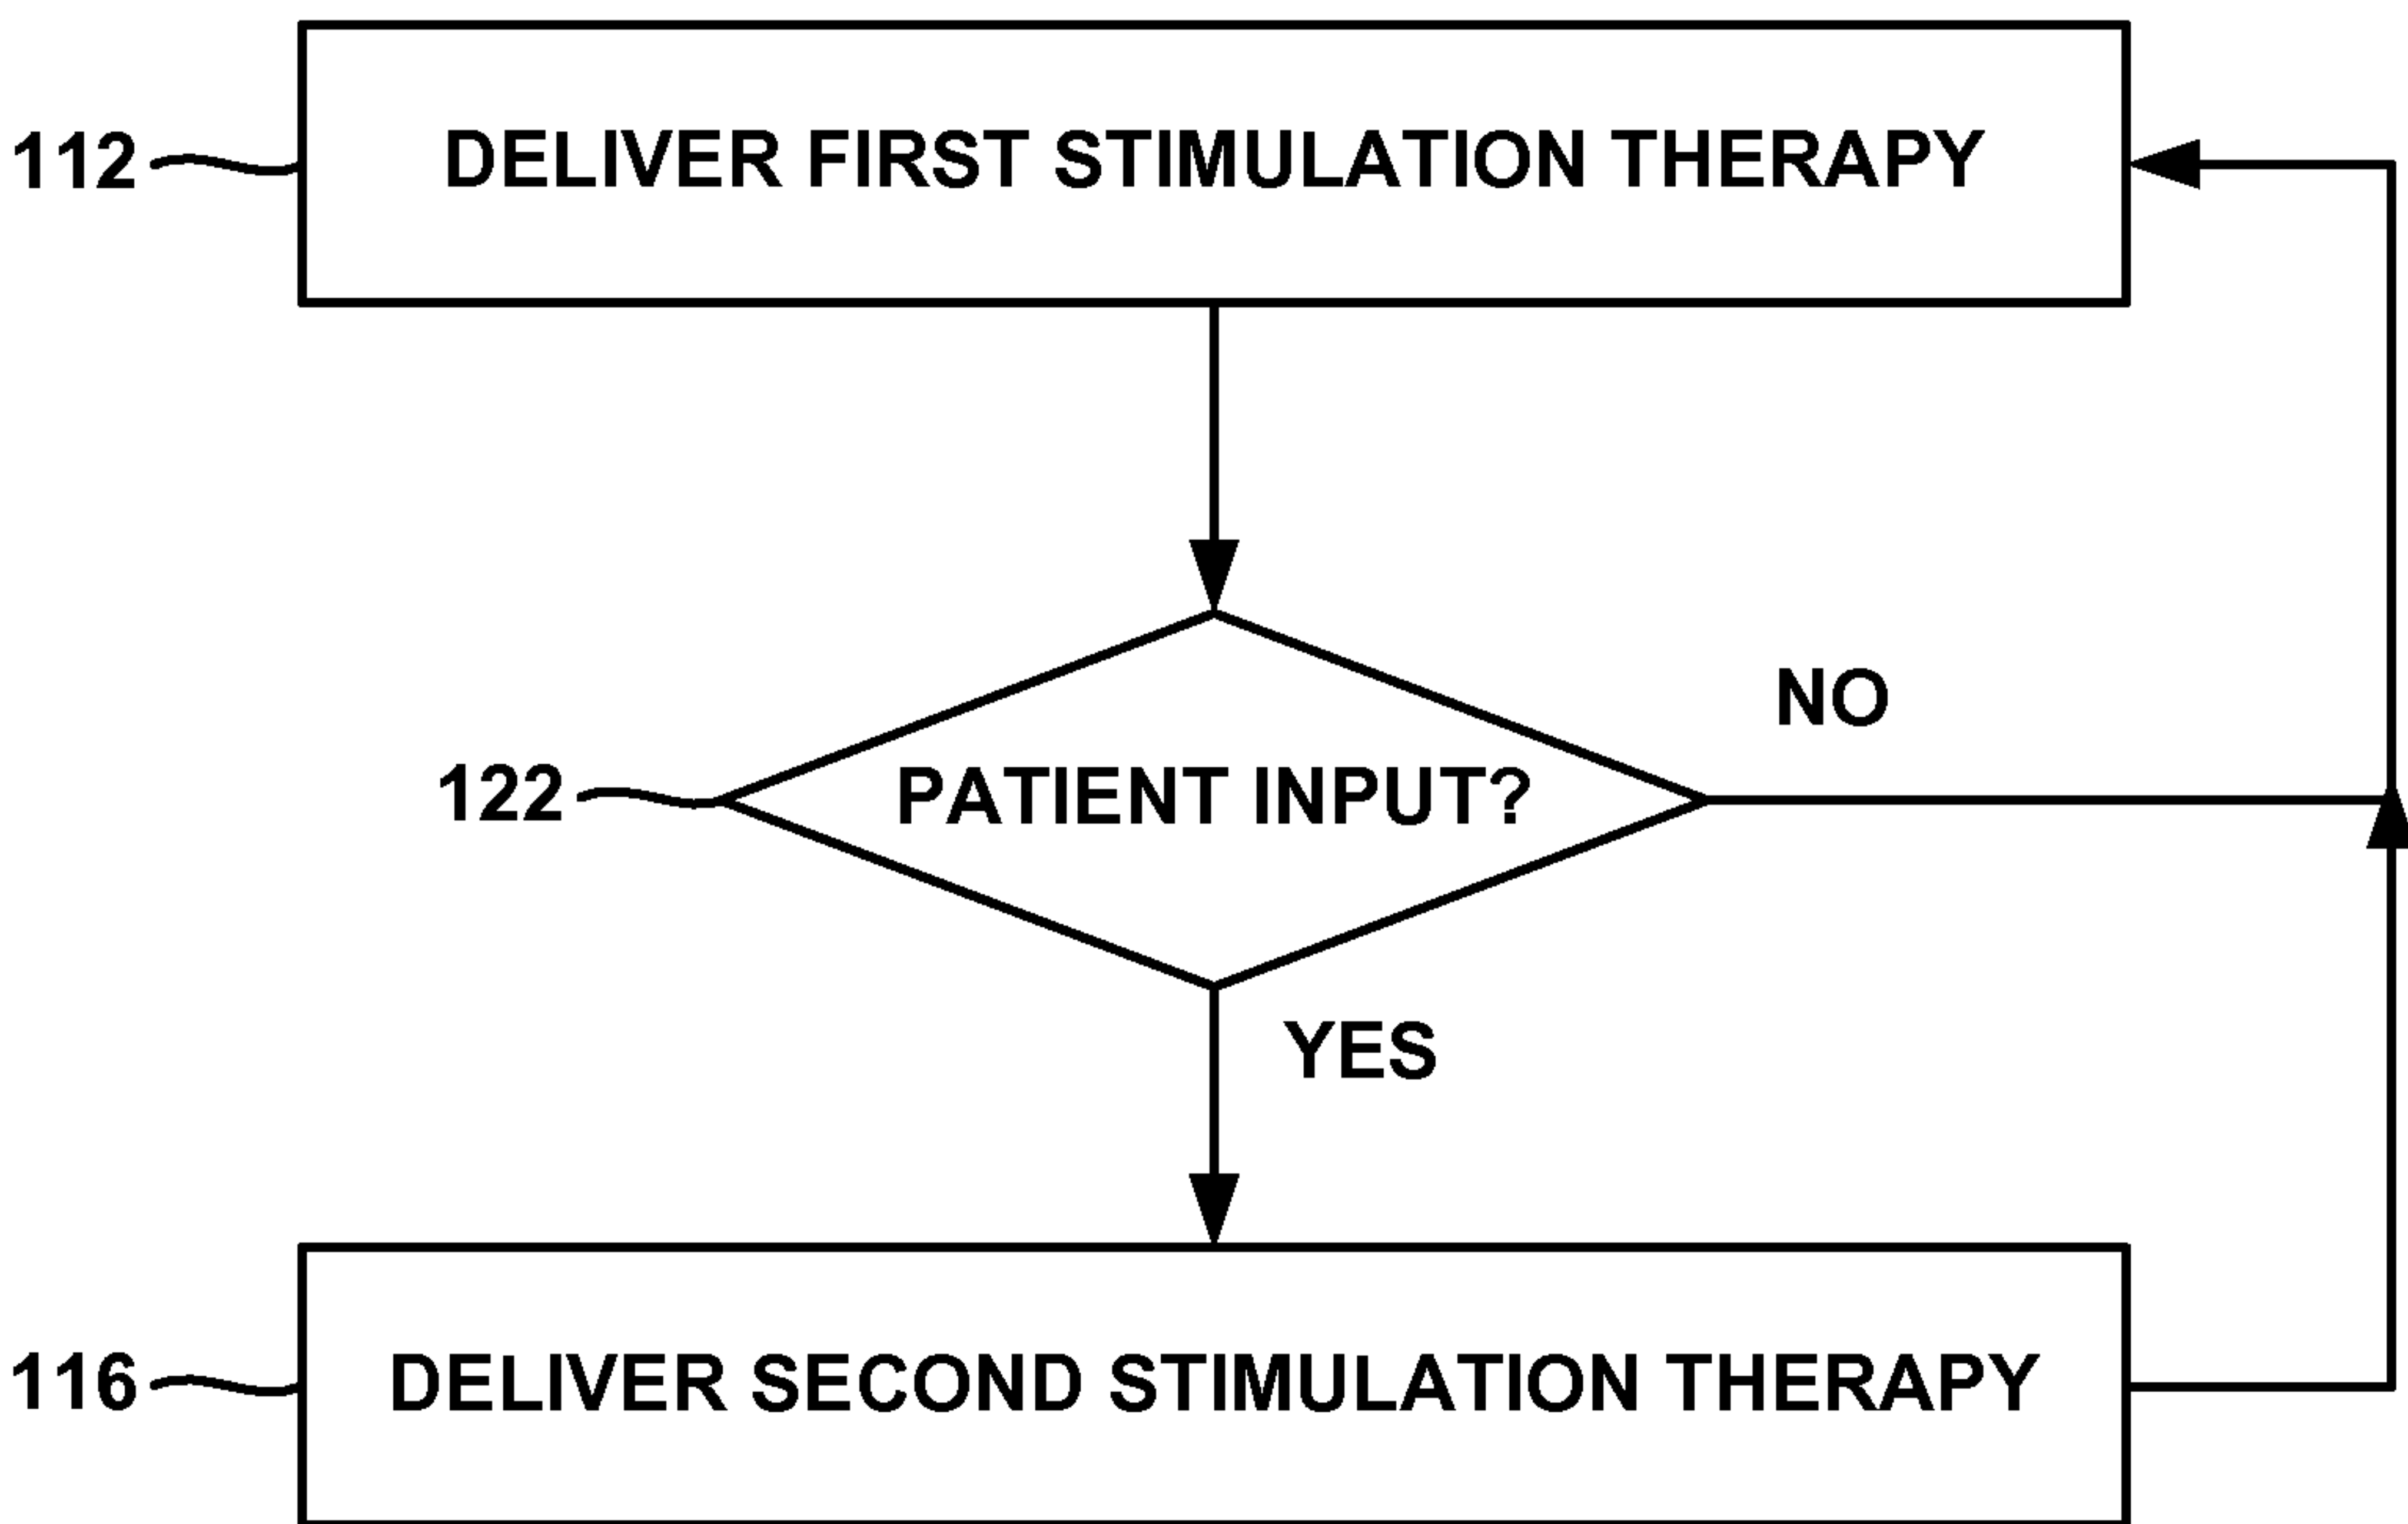 112
DELIVER FIRST STIMULATION THERAPY
NO
122
PATIENT INPUT?
YES
116
DELIVER SECOND STIMULATION THERAPY